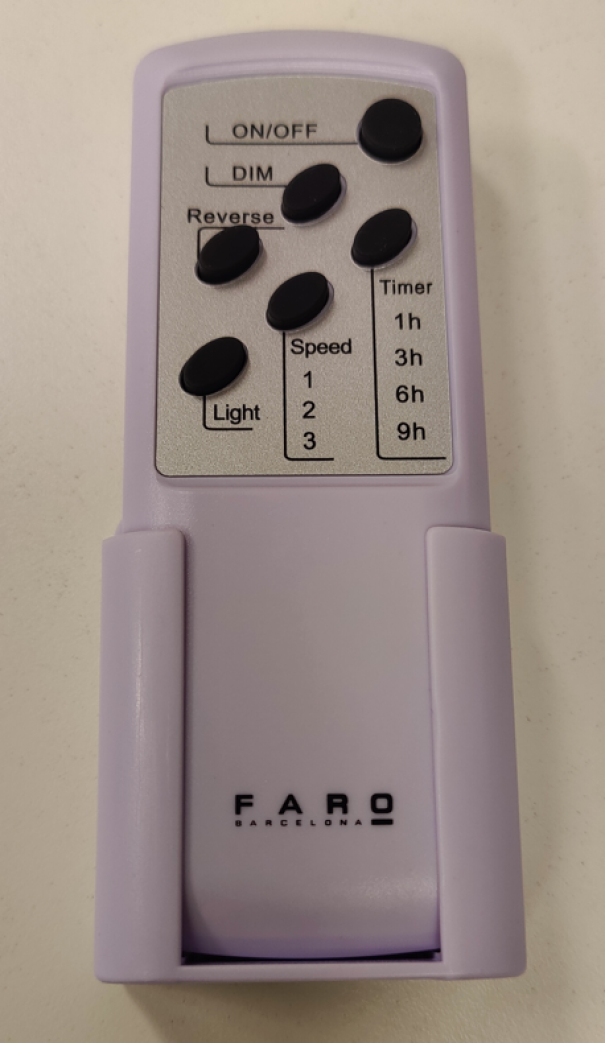 ON/OFF
DIM
Reverse
Timer
1h
3h
6h
9h
Speed
1
2
3
Light
FARO
BARCELONA